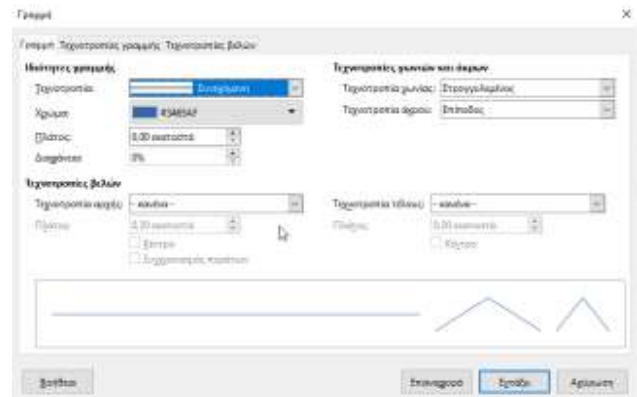 Γραμμή
Γραμμή Τεχνοτροπίες γραμμής Τεχνοτροπίες βελών
Ιδιότητες γραμμής
Τεχνοτροπίες γωνιών και άκρων
Τεχνοτροπία: Συνεχόμενη
Τεχνοτροπία γωνίας: Στρογγυλεμένος
Χρώμα:
Τεχνοτροπία άκρου: Επίπεδος
Πλάτος: 0,00 εκατοστά
Διαφάνεια: 0%
Τεχνοτροπίες βελών
Τεχνοτροπία αρχής: - κανένα -
Τεχνοτροπία τέλους: - κανένα -
Πλάτος:
Πλάτος:
Κέντρο
Κέντρο
Συγχρονισμός περάτων
Βοήθεια
Επαναφορά
Εντάξει
Ακύρωση